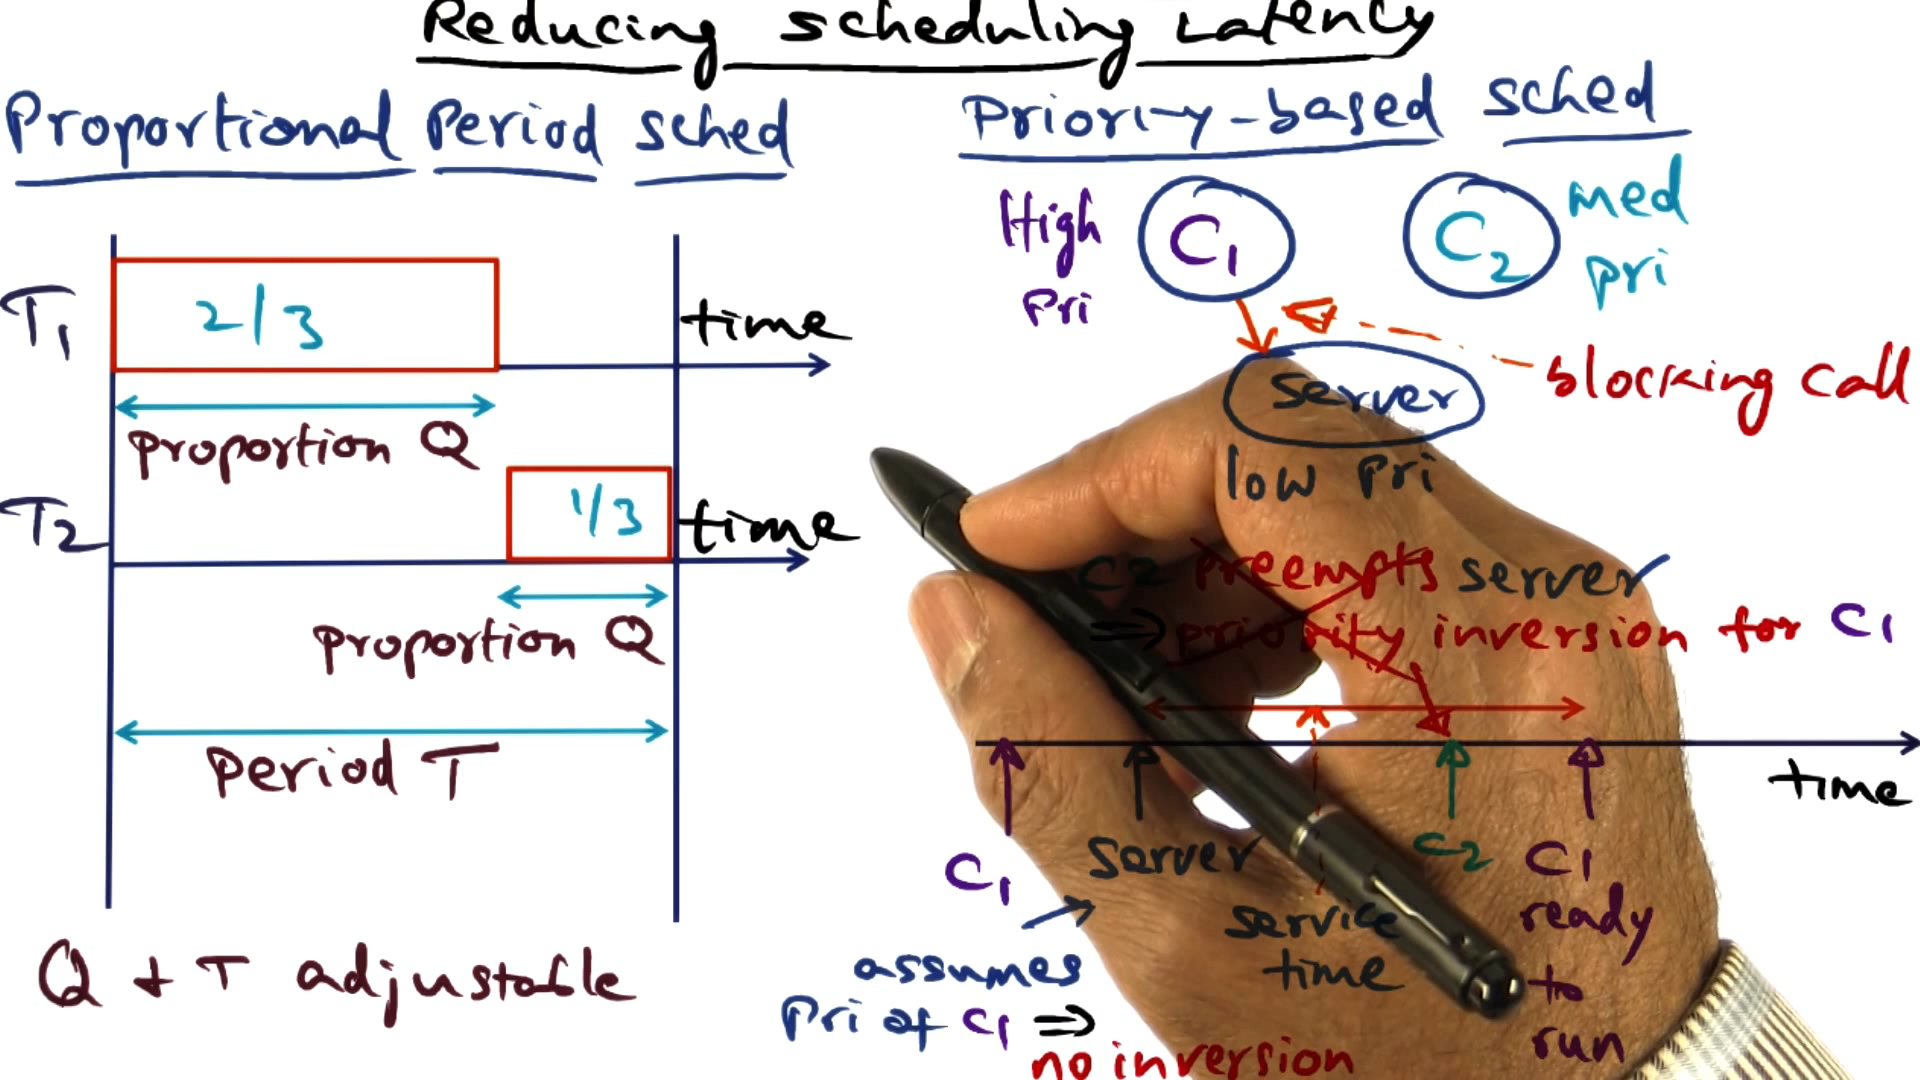 Reducing scheduling Latency
Proportional Period sched
T1
2/3
time
proportion Q
T2
1/3
time
proportion Q
Period T
Q + T adjustable
Priority-based sched
High
Pri
C1
C2
med
pri
blocking call
server
low Pri
C2 preempts server
⇒ priority inversion for C1
time
C1
server
service
time
C2
C1
ready
to
run
assumes
Pri of C1 ⇒
no inversion